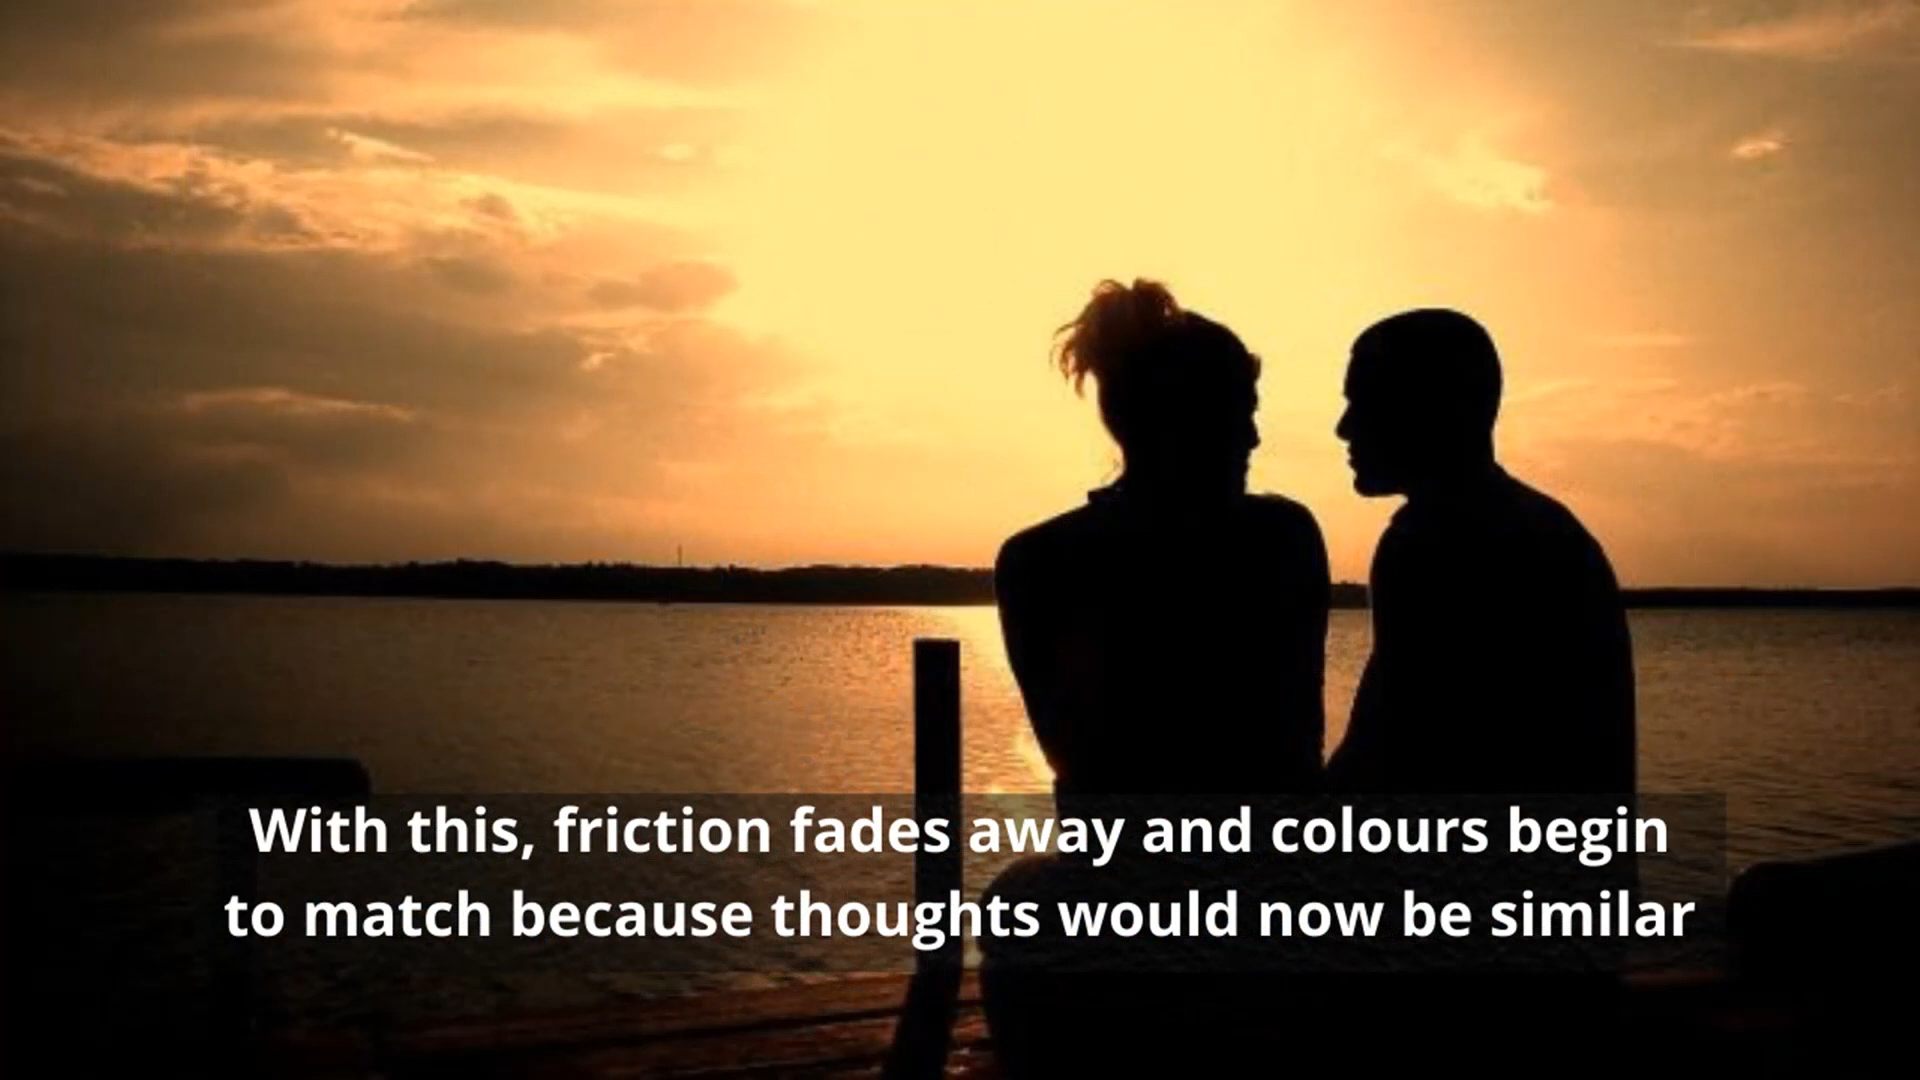 With this, friction fades away and colours begin
to match because thoughts would now be similar